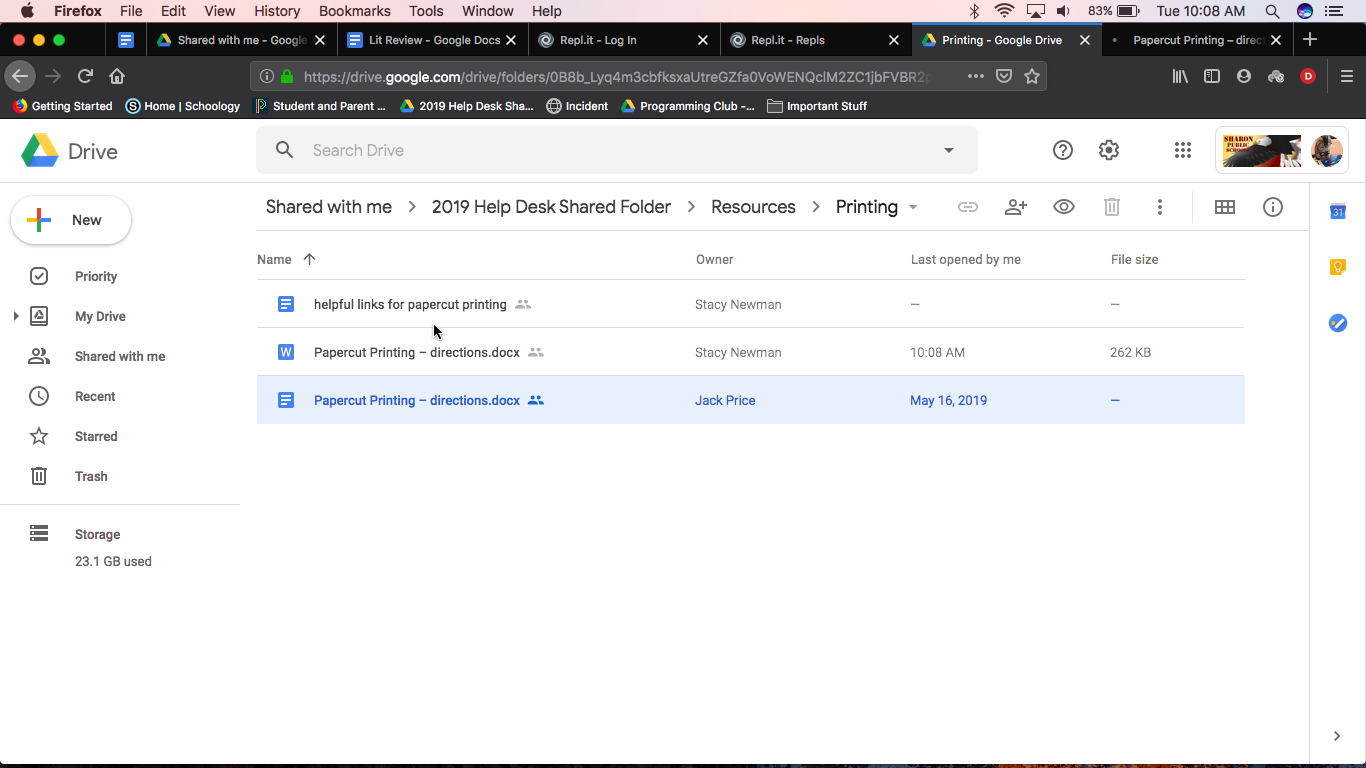 Firefox File Edit View History Bookmarks Tools Window Help 83% Tue 10:08 AM
Shared with me - Google Lit Review - Google Docs Repl.it - Log In Repl.it - Repls Printing - Google Drive Papercut Printing – direc
https://drive.google.com/drive/folders/0B8b_Lyq4m3cbfksxaUtreGZfa0VoWENQclM2ZC1jbFVBR2p D
Getting Started S Home | Schoology Student and Parent ... 2019 Help Desk Sha... Incident Programming Club -... Important Stuff
Drive Search Drive SHARON PUBLIC
New Shared with me 2019 Help Desk Shared Folder Resources Printing 31
Name Owner Last opened by me File size
Priority
helpful links for papercut printing Stacy Newman — —
My Drive
W Papercut Printing – directions.docx Stacy Newman 10:08 AM 262 KB
Shared with me
Papercut Printing – directions.docx Jack Price May 16, 2019 —
Recent
Starred
Trash
Storage
23.1 GB used